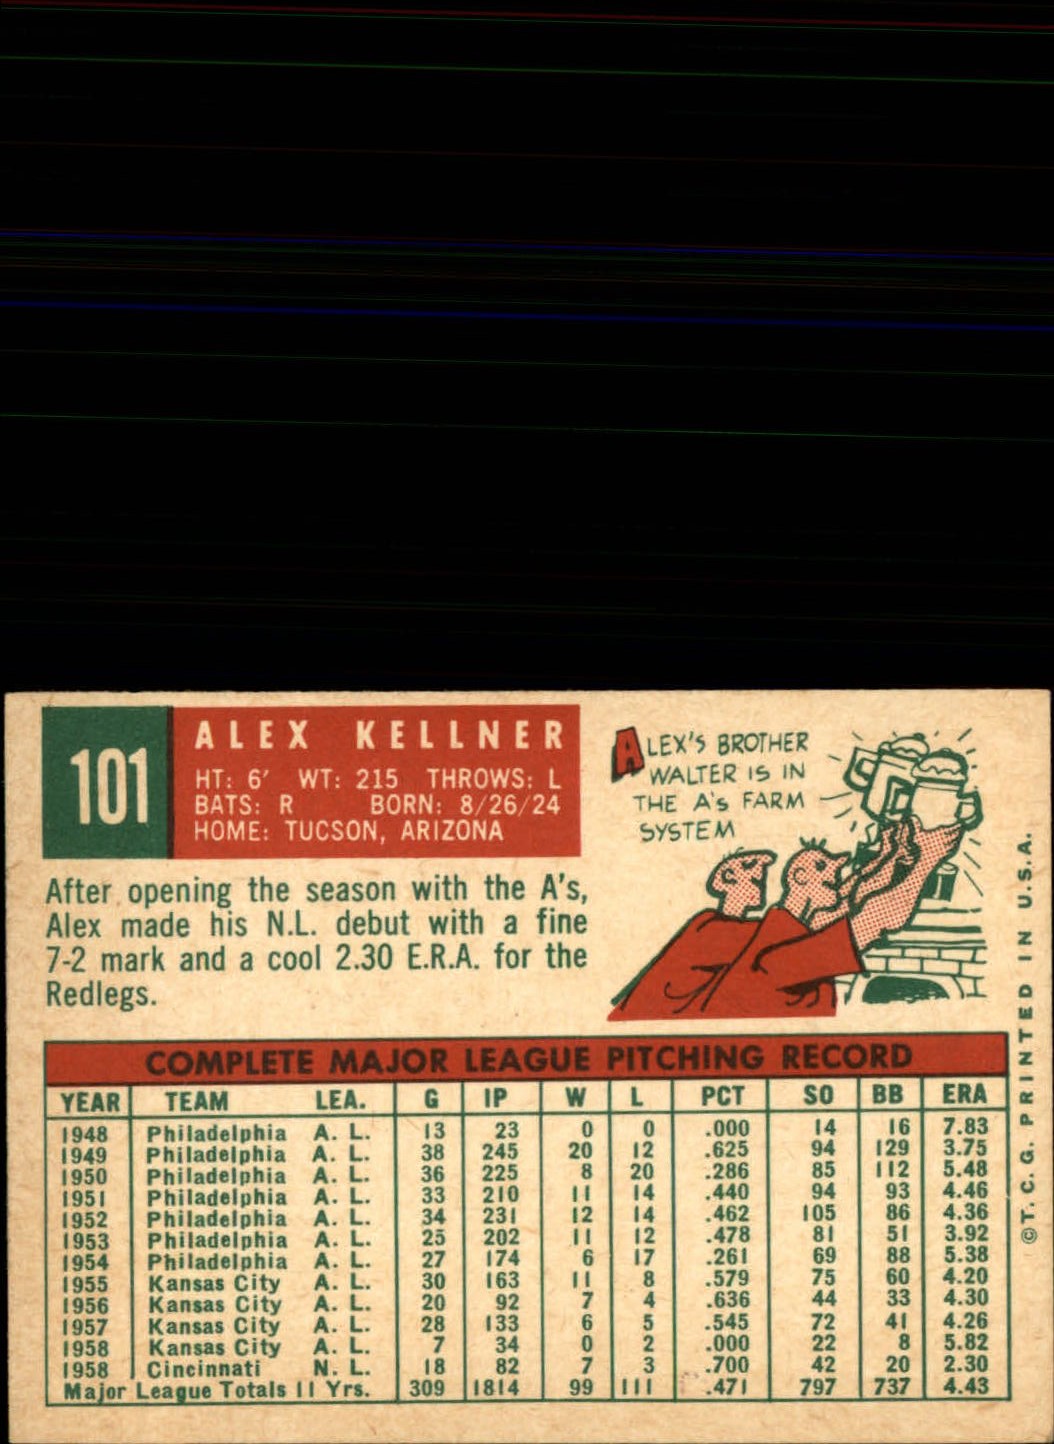 101
ALEX KELLNER
HT: 6' WT: 215 THROWS: L
BATS: R BORN: 8/26/24
HOME: TUCSON, ARIZONA
ALEX'S BROTHER
WALTER IS IN
THE A's FARM
SYSTEM
After opening the season with the A's,
Alex made his N.L. debut with a fine
7-2 mark and a cool 2.30 E.R.A. for the
Redlegs.
COMPLETE MAJOR LEAGUE PITCHING RECORD
YEAR TEAM LEA. G IP W L PCT SO BB ERA
1948 Philadelphia A. L. 13 23 0 0 .000 14 16 7.83
1949 Philadelphia A. L. 38 245 20 12 .625 94 129 3.75
1950 Philadelphia A. L. 36 225 8 20 .286 85 112 5.48
1951 Philadelphia A. L. 33 210 11 14 .440 94 93 4.46
1952 Philadelphia A. L. 34 231 12 14 .462 105 86 4.36
1953 Philadelphia A. L. 25 202 11 12 .478 81 51 3.92
1954 Philadelphia A. L. 27 174 6 17 .261 69 88 5.38
1955 Kansas City A. L. 30 163 11 8 .579 75 60 4.20
1956 Kansas City A. L. 20 92 7 4 .636 44 33 4.30
1957 Kansas City A. L. 28 133 6 5 .545 72 41 4.26
1958 Kansas City A. L. 7 34 0 2 .000 22 8 5.82
1958 Cincinnati N. L. 18 82 7 3 .700 42 20 2.30
Major League Totals 11 Yrs. 309 1814 99 111 .471 797 737 4.43
©T.C.G. PRINTED IN U.S.A.